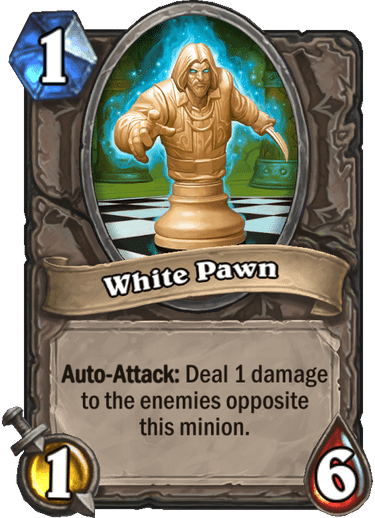 1
White Pawn
Auto-Attack: Deal 1 damage
to the enemies opposite
this minion.
1
6